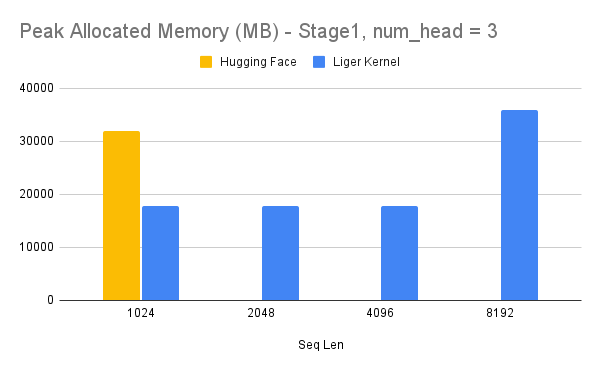 Peak Allocated Memory (MB) - Stage1, num_head = 3
Hugging Face Liger Kernel
40000
30000
20000
10000
0
1024 2048 4096 8192
Seq Len